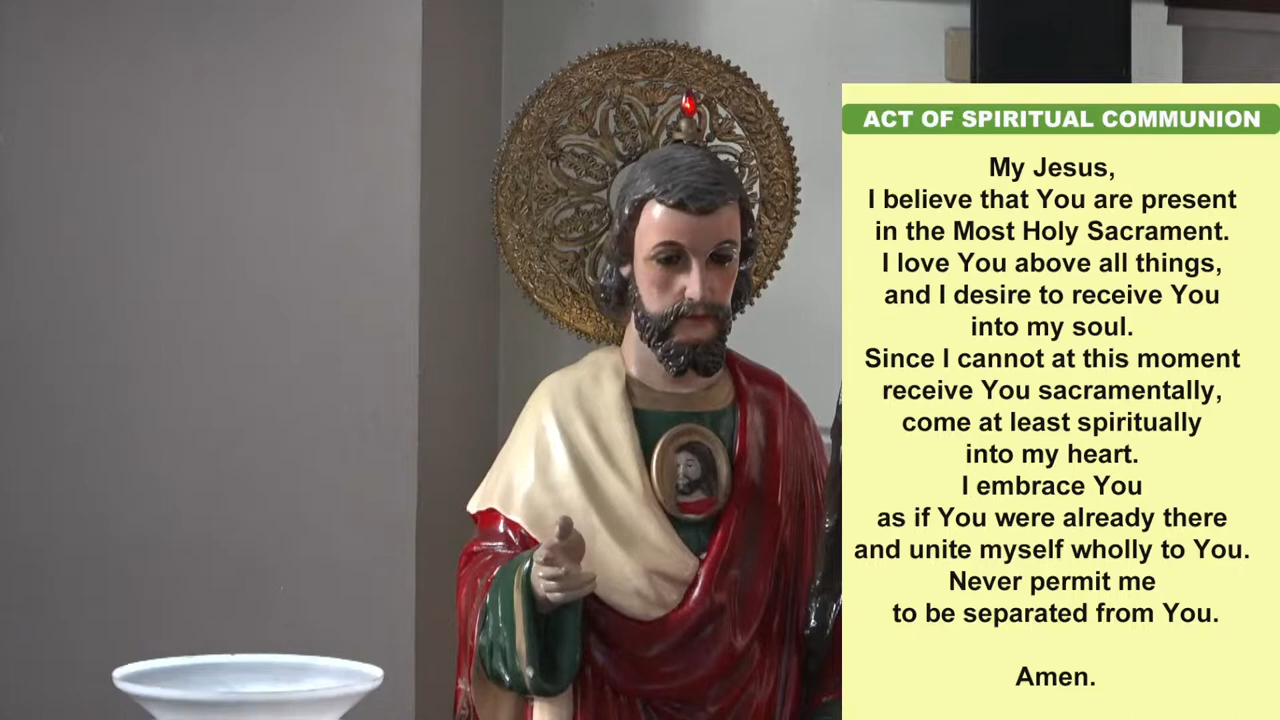 ACT OF SPIRITUAL COMMUNION
My Jesus,
I believe that You are present
in the Most Holy Sacrament.
I love You above all things,
and I desire to receive You
into my soul.
Since I cannot at this moment
receive You sacramentally,
come at least spiritually
into my heart.
I embrace You
as if You were already there
and unite myself wholly to You.
Never permit me
to be separated from You.
Amen.